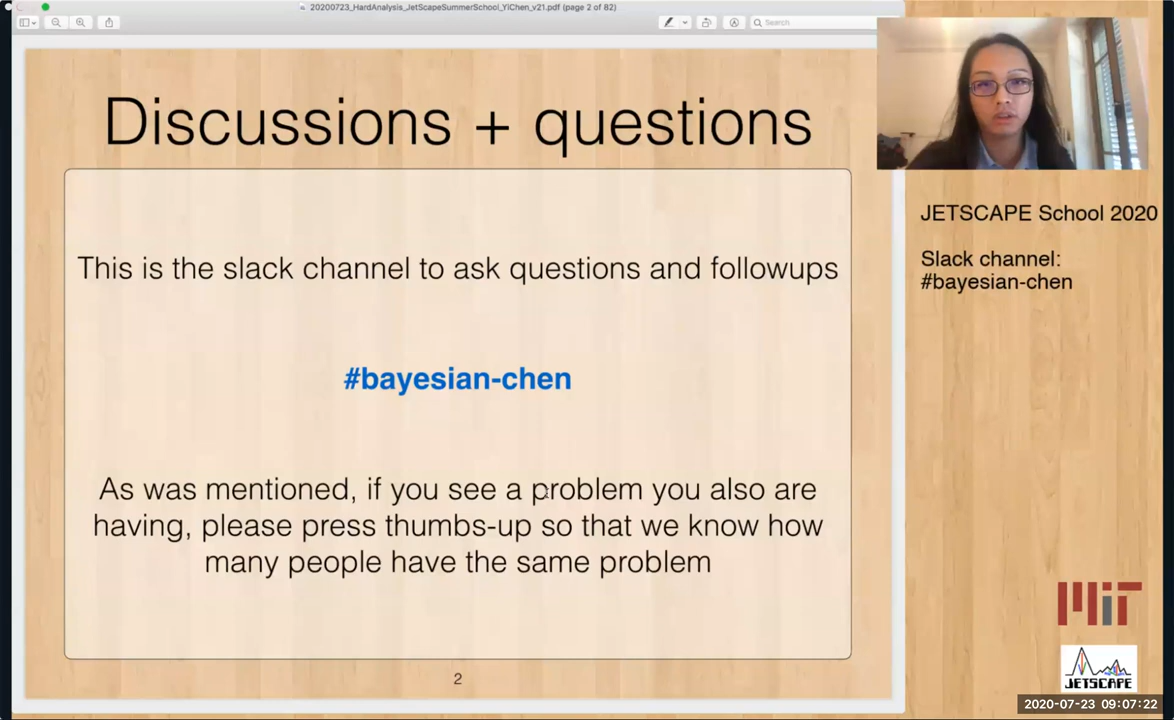 20200723_HardAnalysis_JetScapeSummerSchool_YiChen_v21.pdf (page 2 of 82)
Search
Discussions + questions
This is the slack channel to ask questions and followups
#bayesian-chen
As was mentioned, if you see a problem you also are
having, please press thumbs-up so that we know how
many people have the same problem
2
JETSCAPE School 2020
Slack channel:
#bayesian-chen
MIT
JETSCAPE
2020-07-23 09:07:22